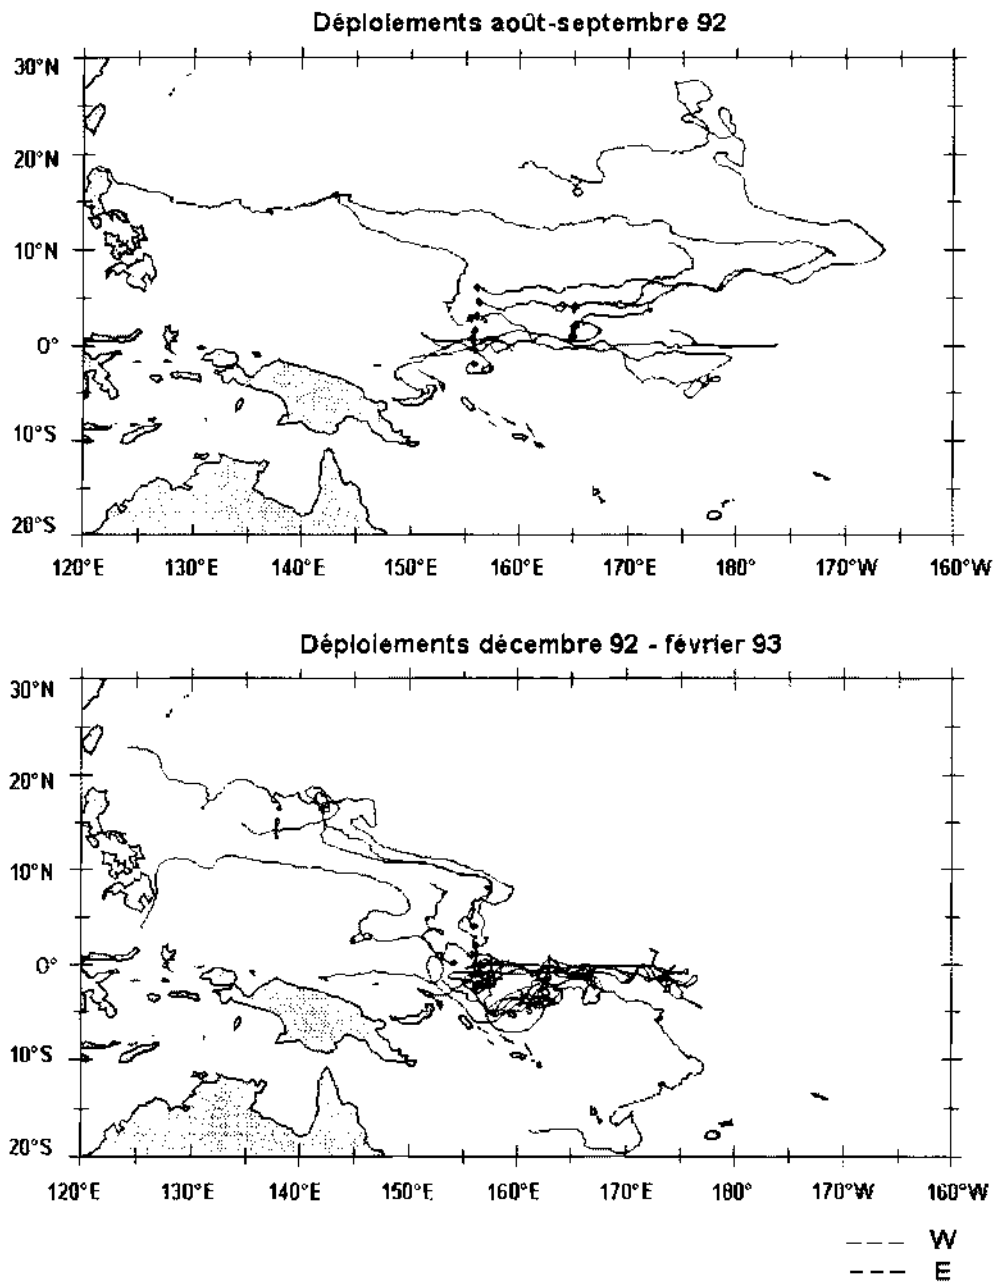 Déploiements août-septembre 92
30°N
20°N
10°N
0°
10°S
20°S
120°E 130°E 140°E 150°E 160°E 170°E 180° 170°W 160°W
Déploiements décembre 92 - février 93
30°N
20°N
10°N
0°
10°S
20°S
120°E 130°E 140°E 150°E 160°E 170°E 180° 170°W 160°W
W
E